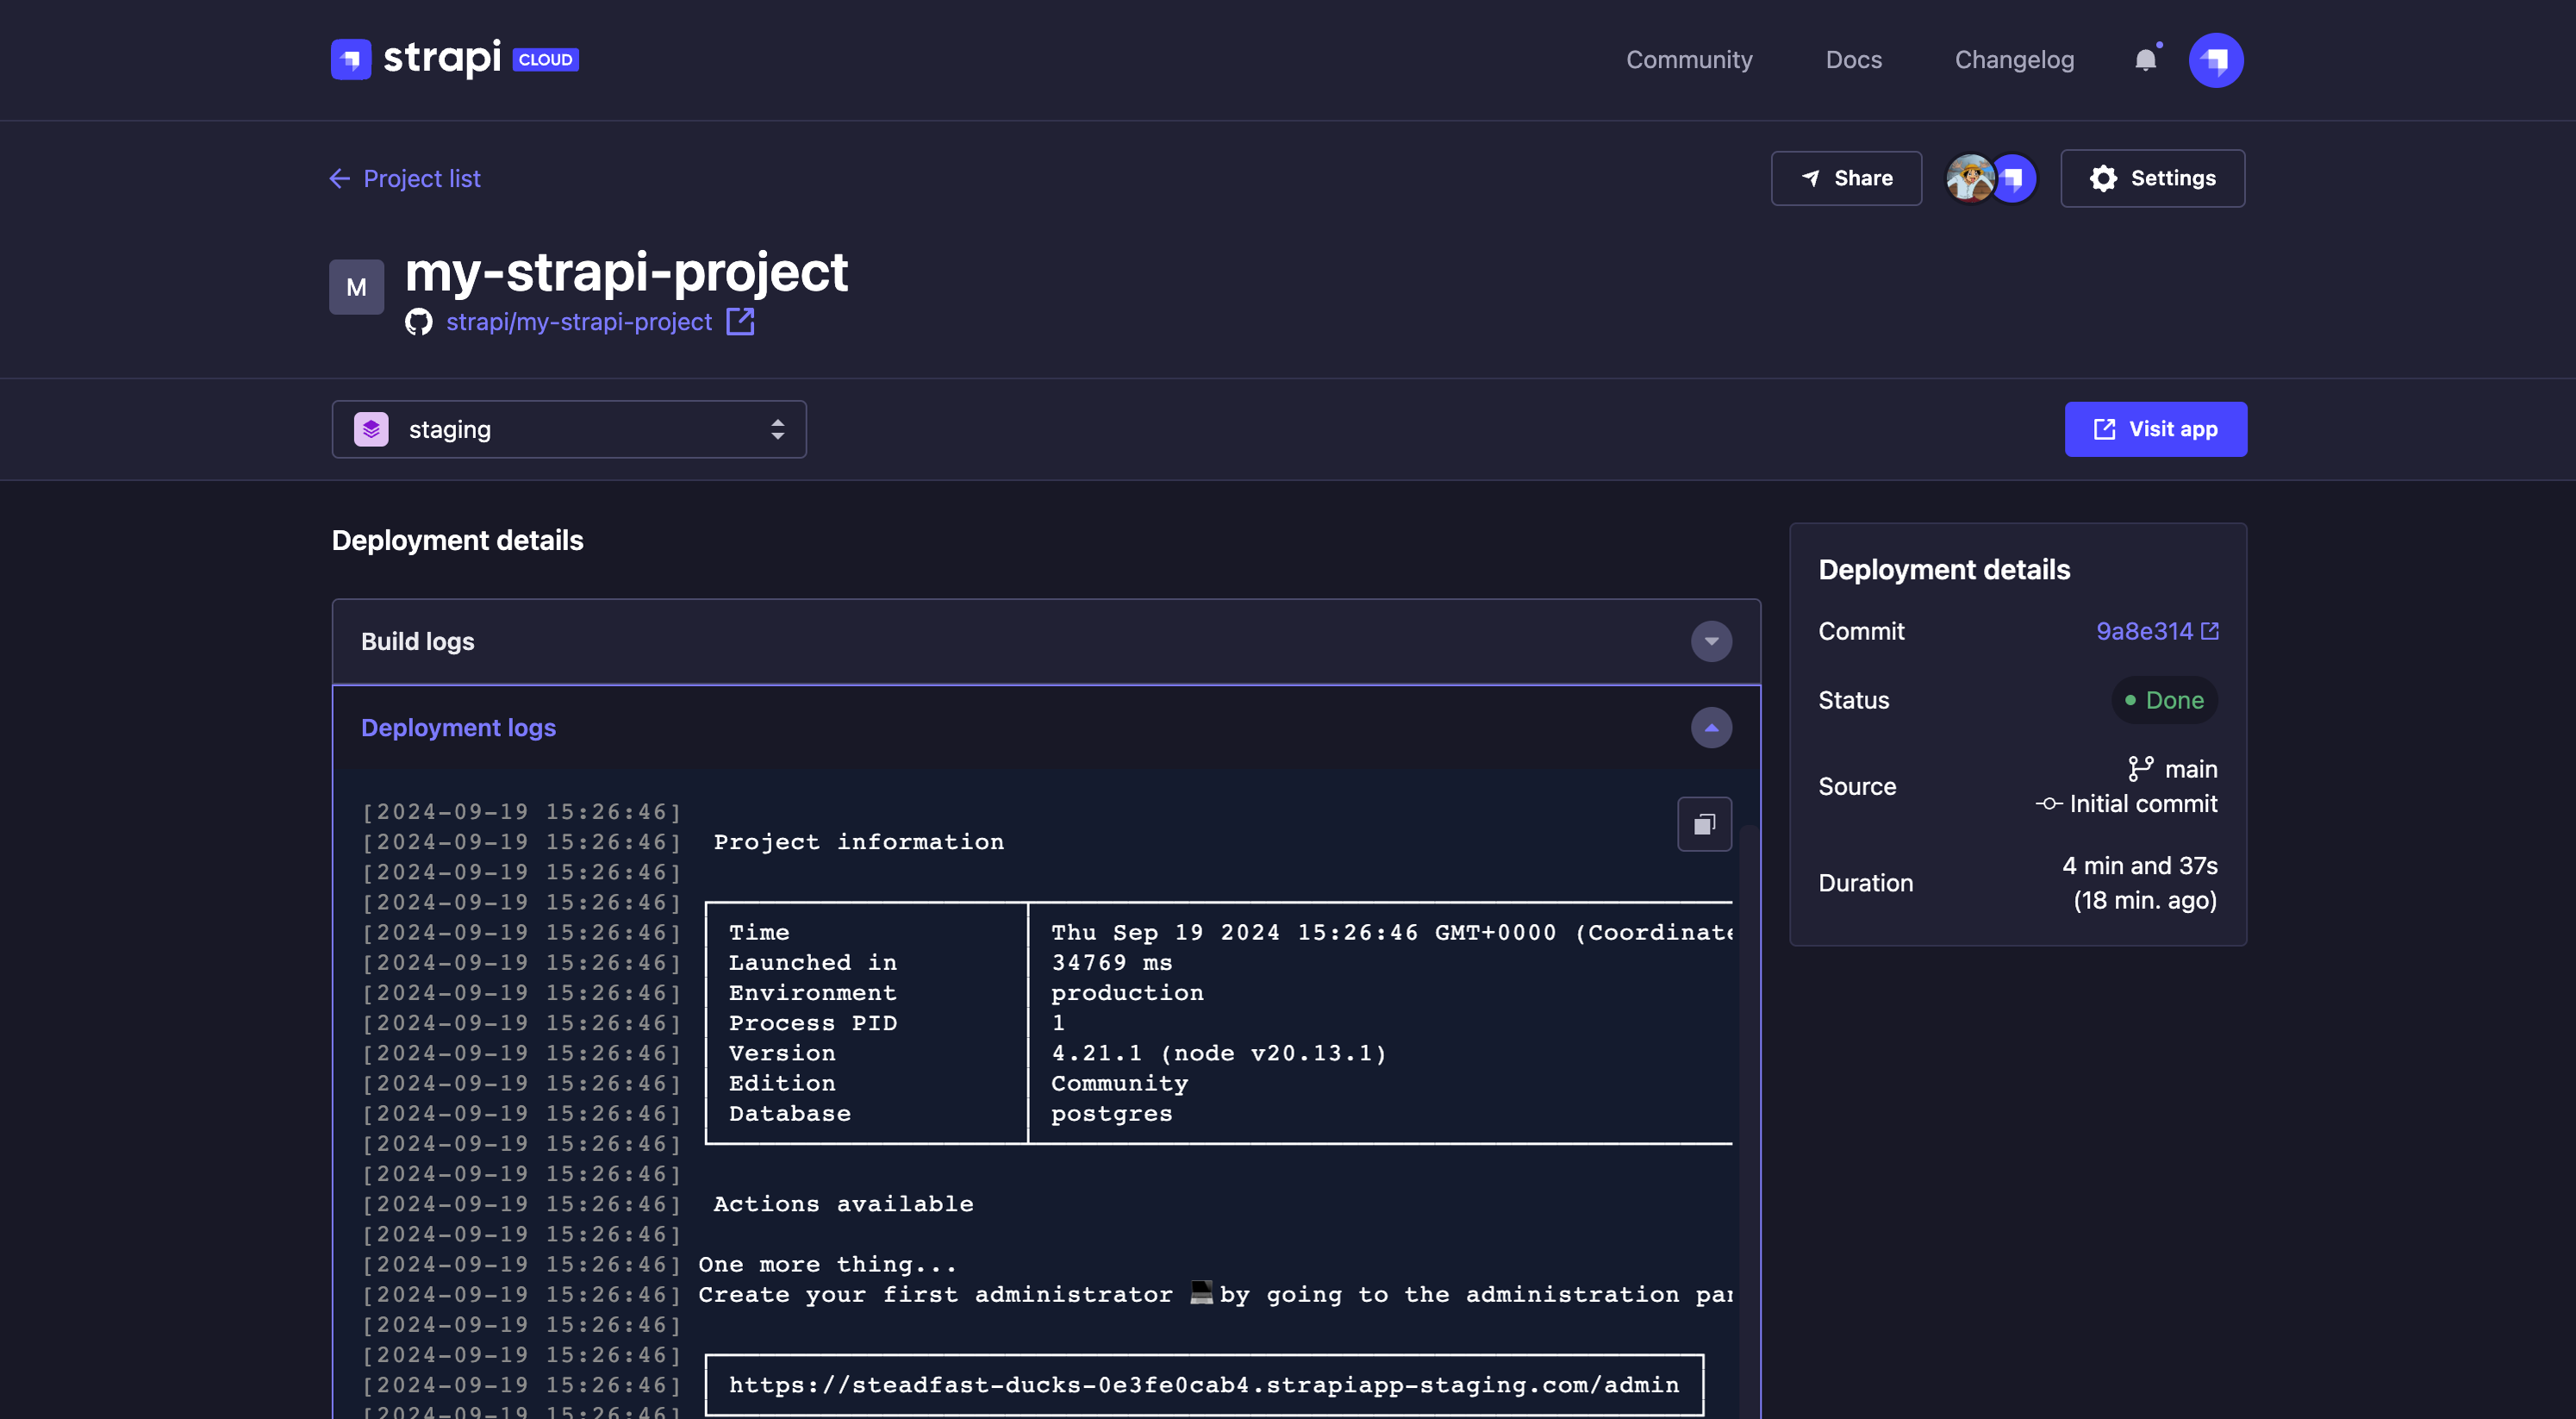 strapi CLOUD
Community Docs Changelog
Project list
Share Settings
M my-strapi-project
strapi/my-strapi-project
staging
Visit app
Deployment details
Build logs
Deployment logs
[2024-09-19 15:26:46]
[2024-09-19 15:26:46] Project information
[2024-09-19 15:26:46]
[2024-09-19 15:26:46]
[2024-09-19 15:26:46] Time Thu Sep 19 2024 15:26:46 GMT+0000 (Coordinate
[2024-09-19 15:26:46] Launched in 34769 ms
[2024-09-19 15:26:46] Environment production
[2024-09-19 15:26:46] Process PID 1
[2024-09-19 15:26:46] Version 4.21.1 (node v20.13.1)
[2024-09-19 15:26:46] Edition Community
[2024-09-19 15:26:46] Database postgres
[2024-09-19 15:26:46]
[2024-09-19 15:26:46]
[2024-09-19 15:26:46] Actions available
[2024-09-19 15:26:46]
[2024-09-19 15:26:46] One more thing...
[2024-09-19 15:26:46] Create your first administrator 💻 by going to the administration pan
[2024-09-19 15:26:46]
[2024-09-19 15:26:46]
[2024-09-19 15:26:46] https://steadfast-ducks-0e3fe0cab4.strapiapp-staging.com/admin
[2024-09-19 15:26:46]
Deployment details
Commit 9a8e314
Status Done
Source main
Initial commit
Duration 4 min and 37s
(18 min. ago)